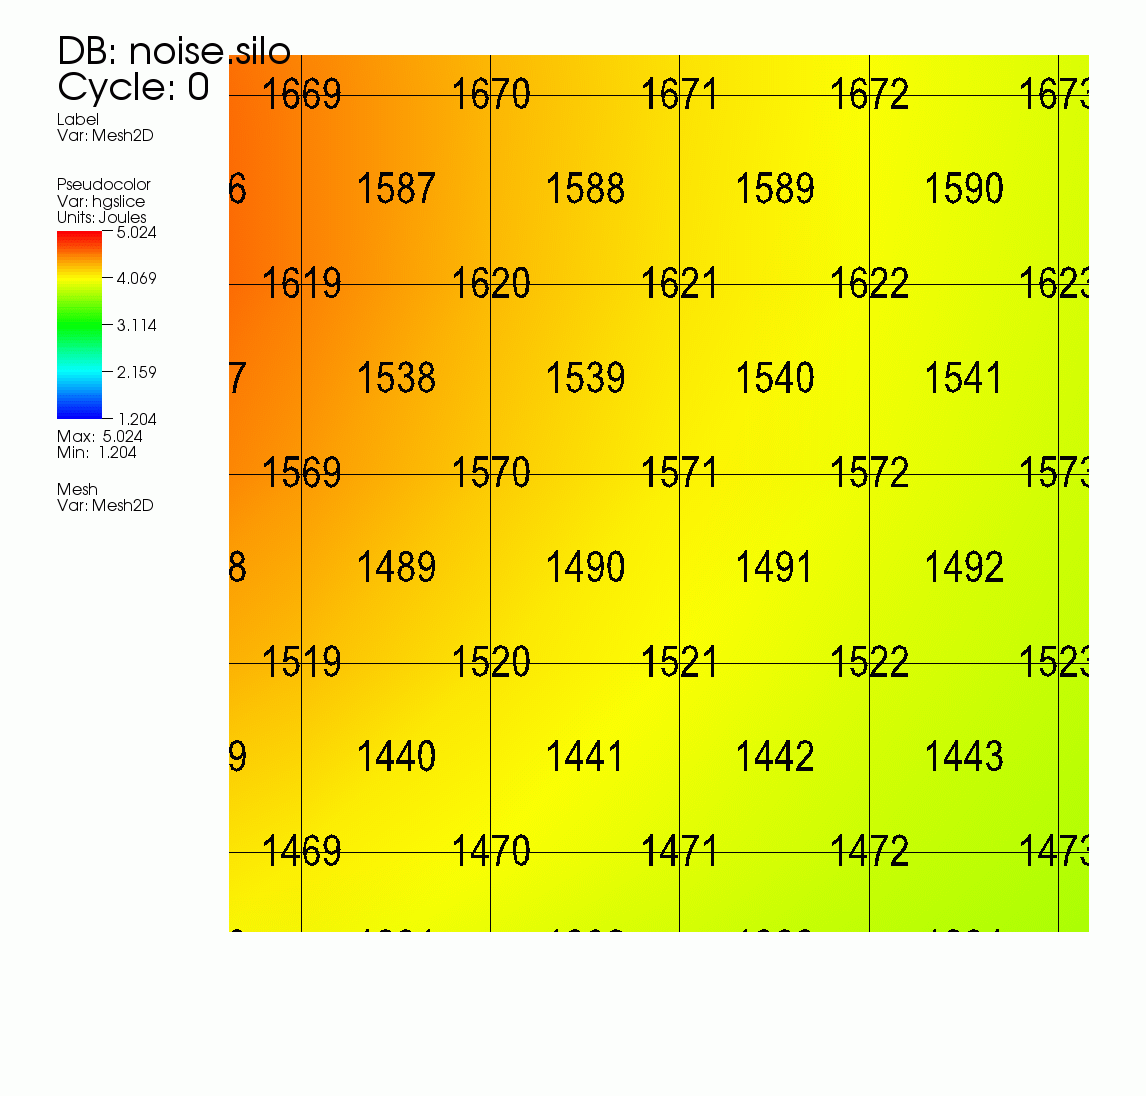 DB: noise.silo
Cycle: 0
Label
Var: Mesh2D
Pseudocolor
Var: hgslice
Units: Joules
5.024
4.069
3.114
2.159
1.204
Max: 5.024
Min: 1.204
Mesh
Var: Mesh2D
1669 1670 1671 1672 1673
6 1587 1588 1589 1590
1619 1620 1621 1622 1623
7 1538 1539 1540 1541
1569 1570 1571 1572 1573
8 1489 1490 1491 1492
1519 1520 1521 1522 1523
9 1440 1441 1442 1443
1469 1470 1471 1472 1473